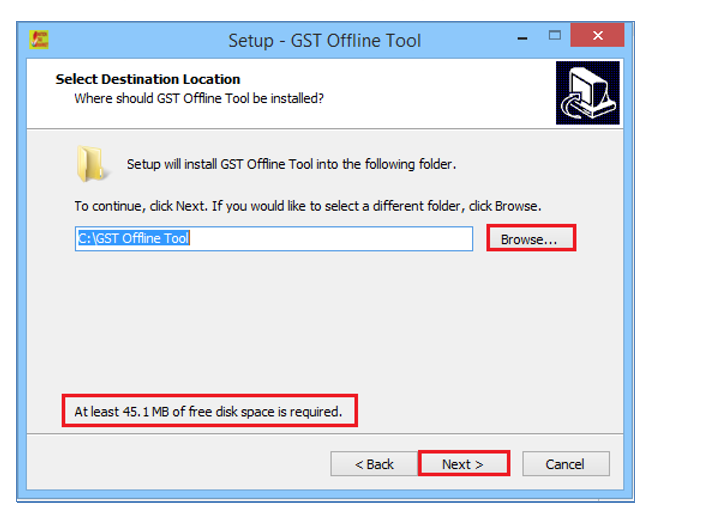 Setup - GST Offline Tool
Select Destination Location
Where should GST Offline Tool be installed?
Setup will install GST Offline Tool into the following folder.
To continue, click Next. If you would like to select a different folder, click Browse.
C:\GST Offline Tool
Browse...
At least 45.1 MB of free disk space is required.
< Back
Next >
Cancel